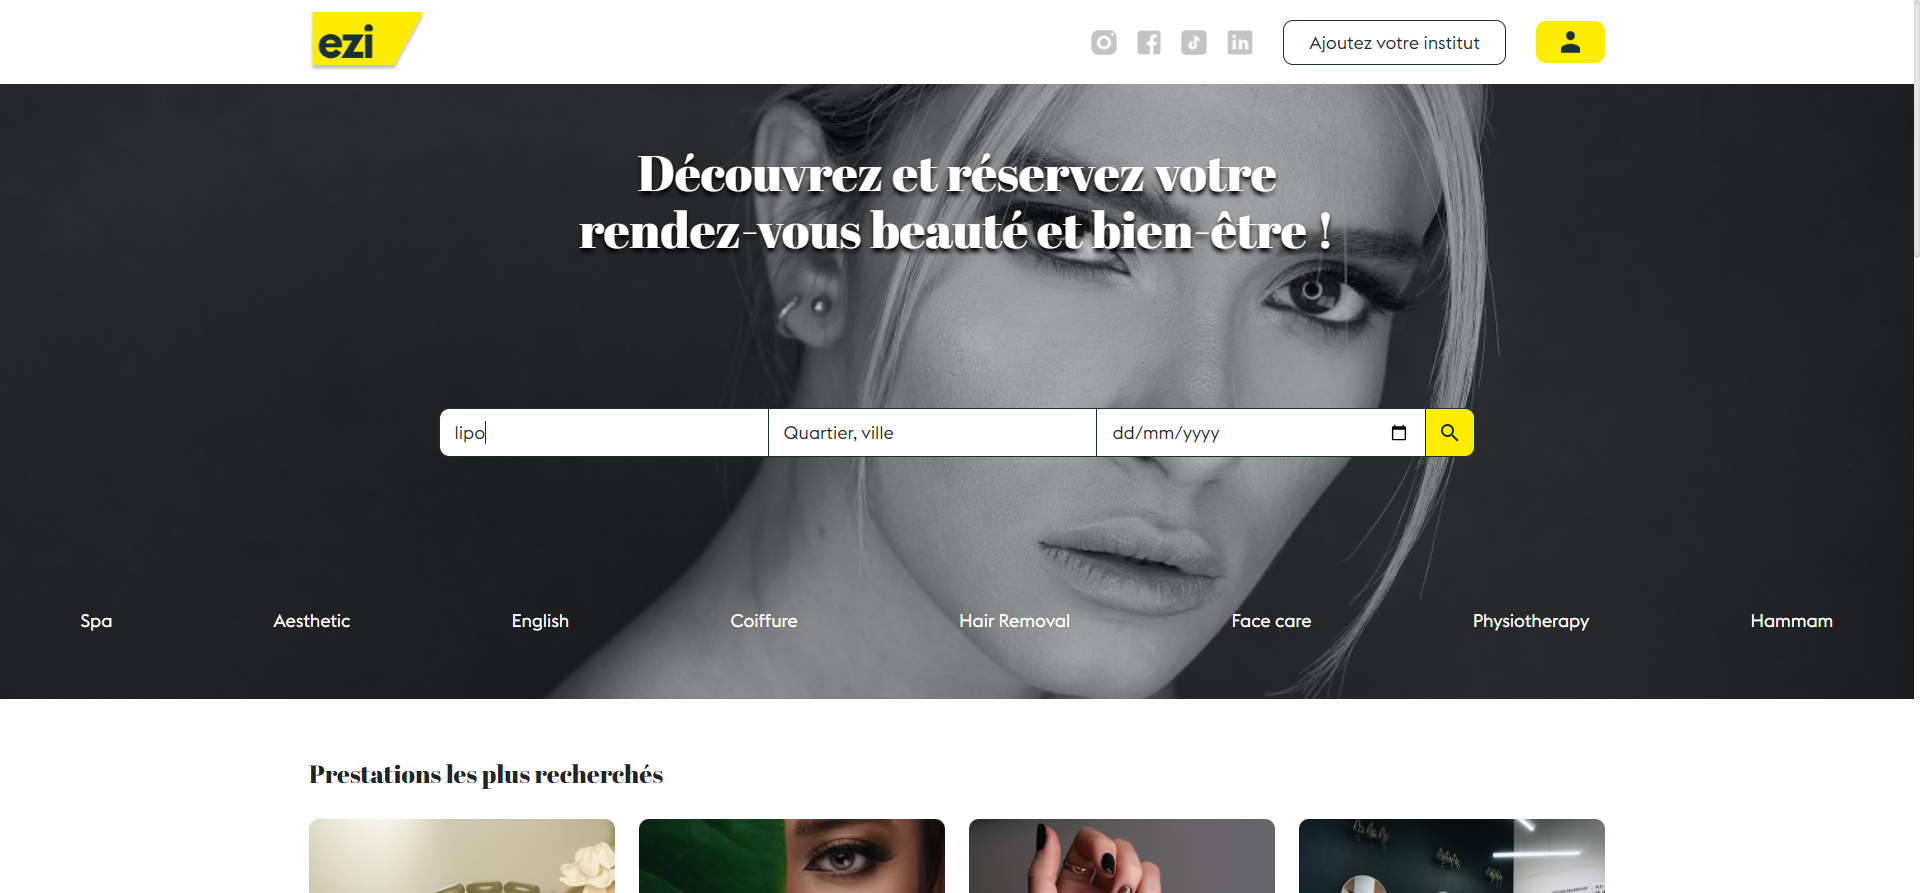 ezi
Ajoutez votre institut
Découvrez et réservez votre
rendez-vous beauté et bien-être !
lipo
Quartier, ville
dd/mm/yyyy
Spa
Aesthetic
English
Coiffure
Hair Removal
Face care
Physiotherapy
Hammam
Prestations les plus recherchés